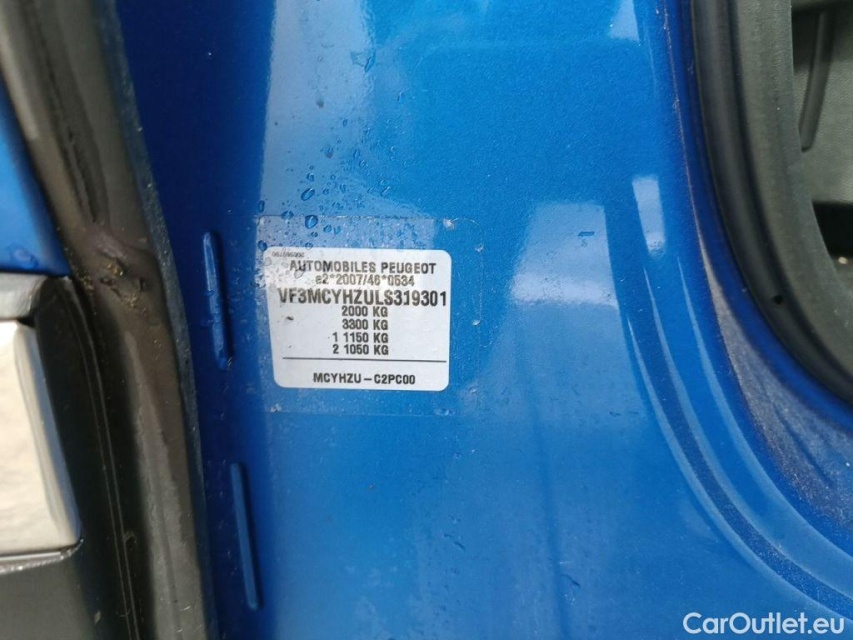 AUTOMOBILES PEUGEOT
e2*2007/46*0534
VF3MCYHZULS319301
2000 KG
3300 KG
1 1150 KG
2 1050 KG
MCYHZU-C2PC00
CarOutlet.eu